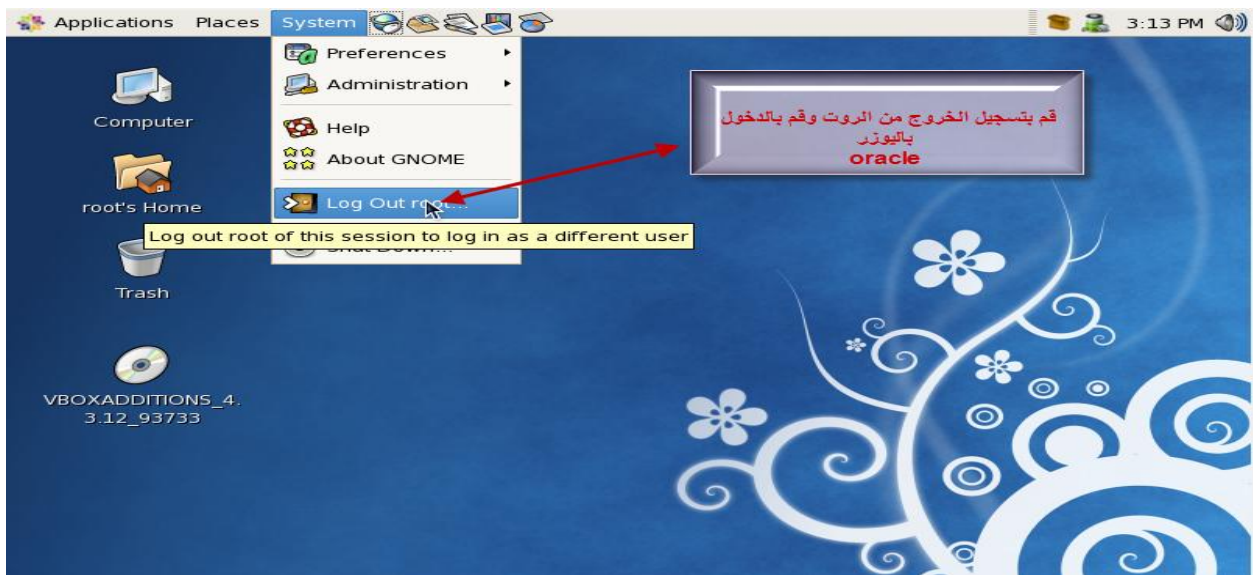 Applications Places System 3:13 PM
Preferences
Administration
Help
About GNOME
Log Out root...
Log out root of this session to log in as a different user
Shut Down...
Computer
root's Home
Trash
VBOXADDITIONS_4.
3.12_93733
قم بتسجيل الخروج من الروت وقم بالدخول
باليوزر
oracle